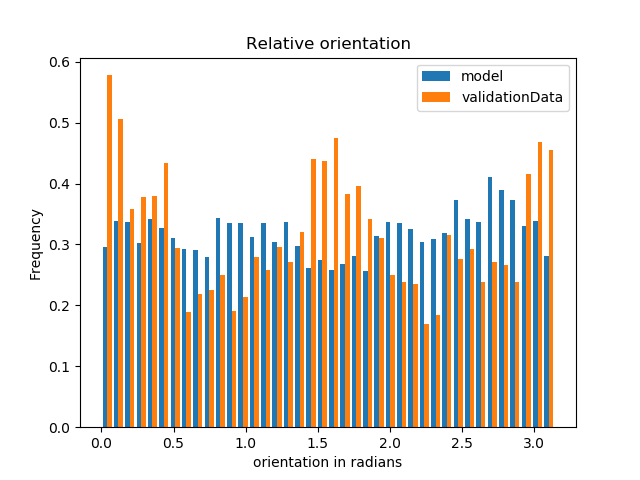 Relative orientation
model
validationData
Frequency
0.6
0.5
0.4
0.3
0.2
0.1
0.0
0.0 0.5 1.0 1.5 2.0 2.5 3.0
orientation in radians